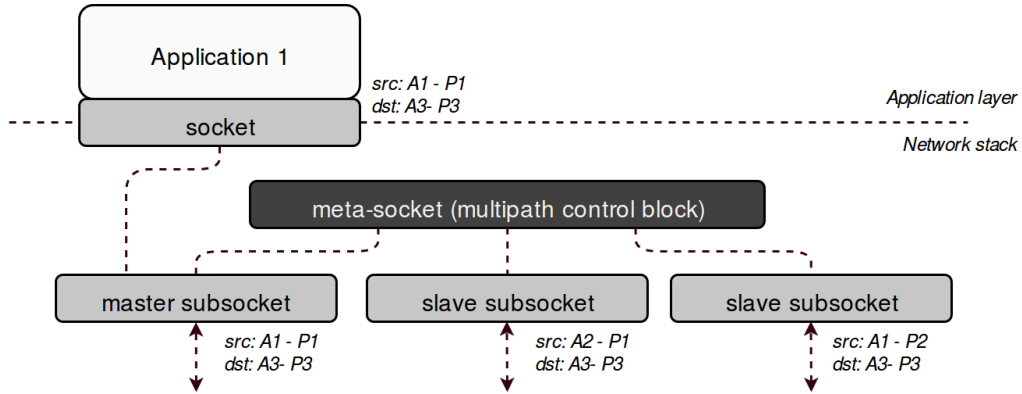 Application 1
src: A1 - P1
dst: A3- P3
Application layer
socket
Network stack
meta-socket (multipath control block)
master subsocket
slave subsocket
slave subsocket
src: A1 - P1
dst: A3- P3
src: A2 - P1
dst: A3- P3
src: A1 - P2
dst: A3- P3